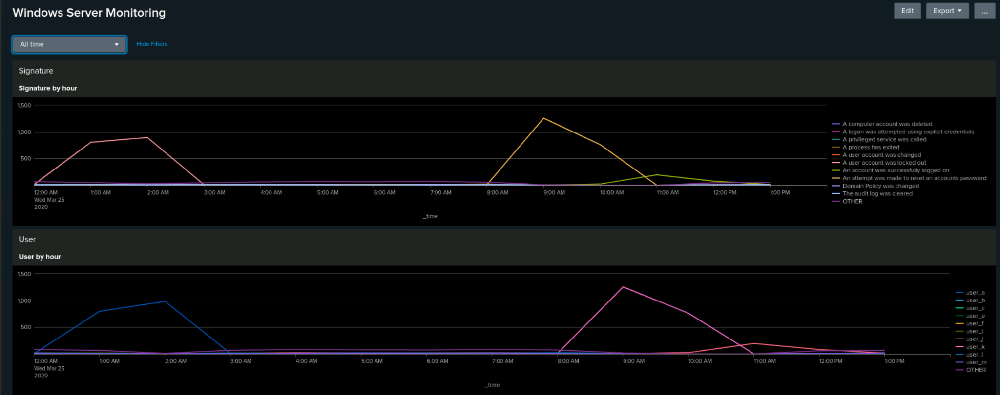 Windows Server Monitoring
Edit
Export
...
All time
Hide Filters
Signature
SIgnature by hour
1,500
1,000
500
12:00 AM
Wed Mar 25
2020
1:00 AM
2:00 AM
3:00 AM
4:00 AM
5:00 AM
6:00 AM
7:00 AM
8:00 AM
9:00 AM
10:00 AM
11:00 AM
12:00 PM
1:00 PM
_time
A computer account was deleted
A logon was attempted using explicit credentials
A privileged service was called
A process has exited
A user account was changed
A user account was locked out
An account was successfully logged on
An attempt was made to reset an accounts password
Domain Policy was changed
The audit log was cleared
OTHER
User
User by hour
1,500
1,000
500
12:00 AM
Wed Mar 25
2020
1:00 AM
2:00 AM
3:00 AM
4:00 AM
5:00 AM
6:00 AM
7:00 AM
8:00 AM
9:00 AM
10:00 AM
11:00 AM
12:00 PM
1:00 PM
_time
user_a
user_b
user_c
user_e
user_f
user_i
user_j
user_k
user_l
user_m
OTHER